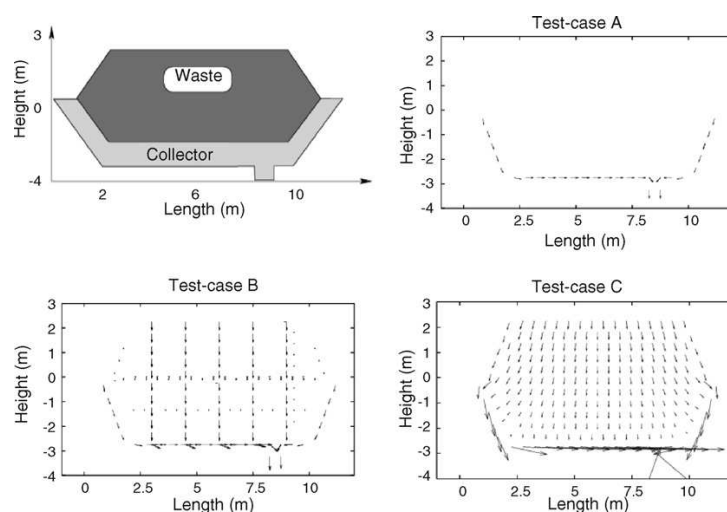 3
0
-4
Height (m)
Waste
Collector
2 6 10
Length (m)
Test-case A
3
2
1
0
-1
-2
-3
-4
Height (m)
0 2.5 5 7.5 10
Length (m)
Test-case B
3
2
1
0
-1
-2
-3
-4
Height (m)
0 2.5 5 7.5 10
Length (m)
Test-case C
3
2
1
0
-1
-2
-3
-4
Height (m)
0 2.5 5 7.5 10
Length (m)